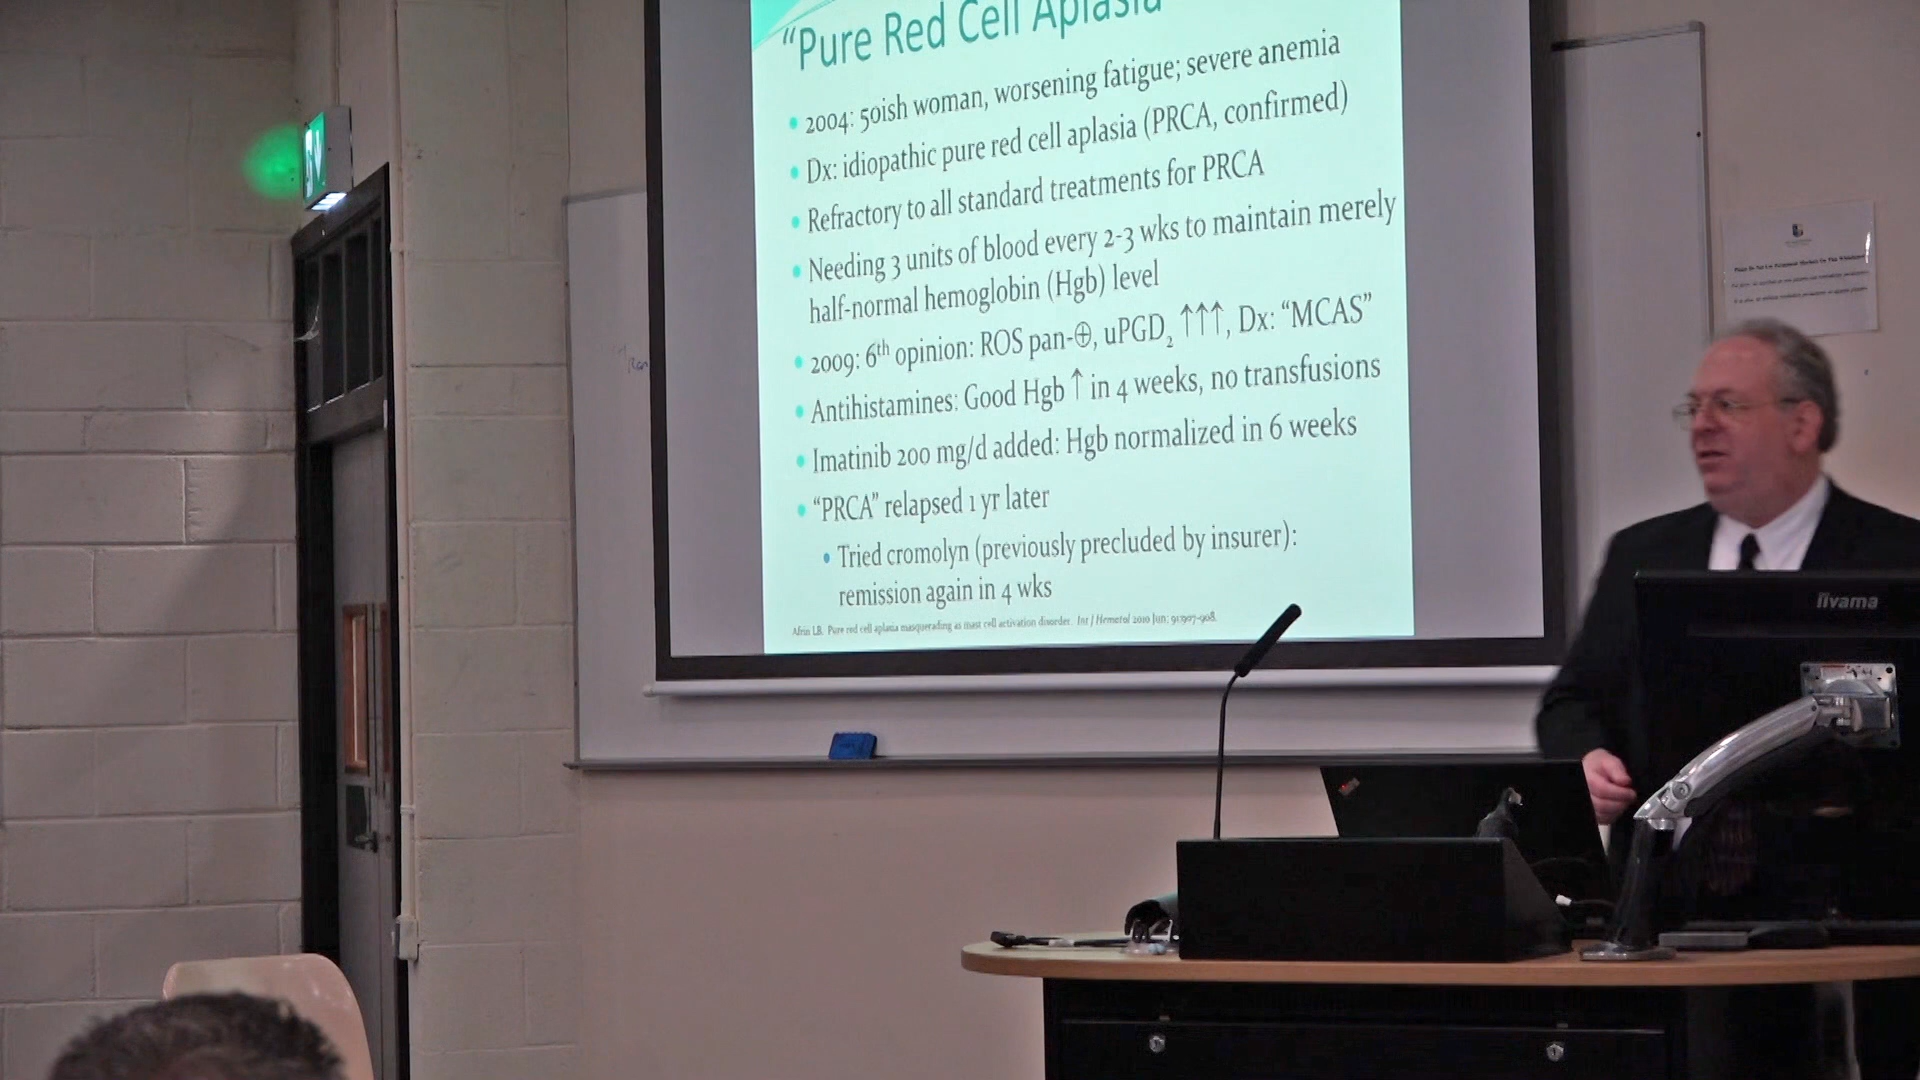 "Pure Red Cell Aplasia
• 2004: 50ish woman, worsening fatigue; severe anemia
• Dx: idiopathic pure red cell aplasia (PRCA, confirmed)
• Refractory to all standard treatments for PRCA
• Needing 3 units of blood every 2-3 wks to maintain merely
half-normal hemoglobin (Hgb) level
• 2009: 6th opinion: ROS pan-⊕, uPGD₂ ↑↑↑, Dx: "MCAS"
• Antihistamines: Good Hgb ↑ in 4 weeks, no transfusions
• Imatinib 200 mg/d added: Hgb normalized in 6 weeks
• "PRCA" relapsed 1 yr later
• Tried cromolyn (previously precluded by insurer):
remission again in 4 wks
Afrin LB. Pure red cell aplasia masquerading as mast cell activation disorder. Int J Hematol 2010 Jun; 91:907-908.
iiyama